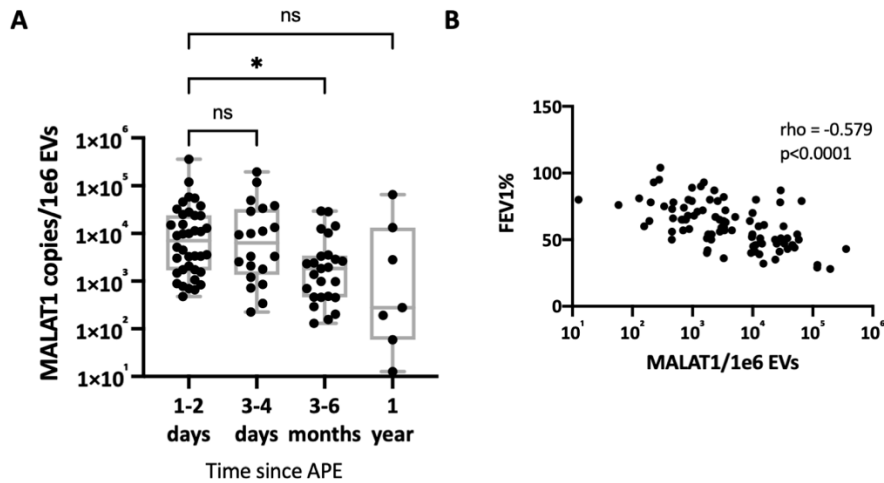 A
ns
*
ns
MALAT1 copies/1e6 EVs
1×10⁶
1×10⁵
1×10⁴
1×10³
1×10²
1×10¹
1-2 days
3-4 days
3-6 months
1 year
Time since APE
B
FEV1%
150
100
50
0
rho = -0.579
p<0.0001
10¹
10²
10³
10⁴
10⁵
10⁶
MALAT1/1e6 EVs